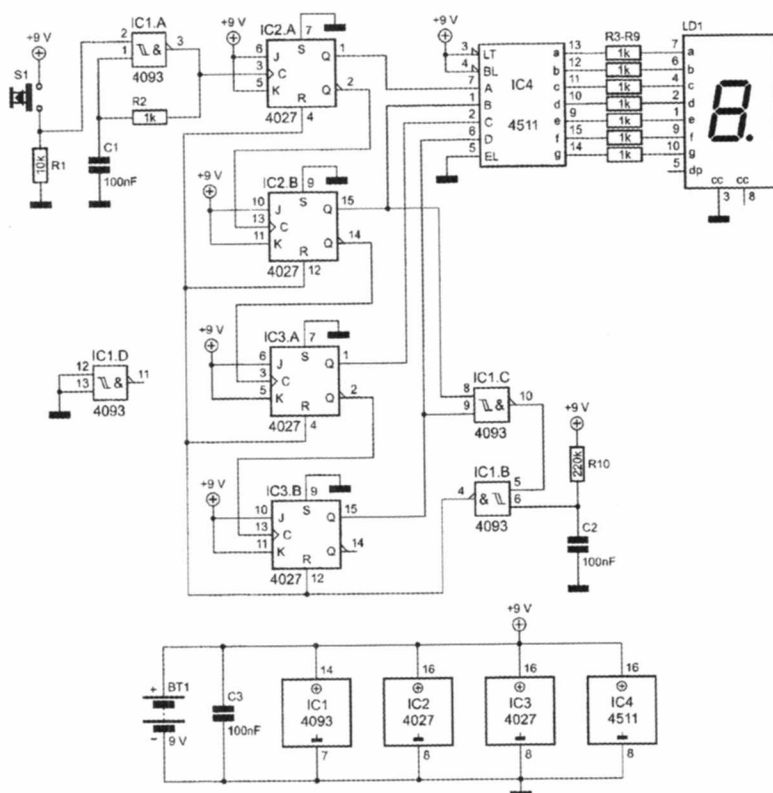 +9 V
S1
R1
10k
IC1.A
2
1
3
&
4093
R2
1k
C1
100nF
+9 V
IC2.A
7
S
6
J
3
C
5
K
Q
1
Q
2
R
4
4027
+9 V
IC2.B
9
S
10
J
13
C
11
K
Q
15
Q
14
R
12
4027
+9 V
IC3.A
7
S
6
J
3
C
5
K
Q
1
Q
2
R
4
4027
+9 V
IC3.B
9
S
10
J
13
C
11
K
Q
15
Q
14
R
12
4027
IC1.D
12
13
11
&
4093
+9 V
3
LT
4
BL
7
A
1
B
2
C
6
D
5
EL
IC4
4511
a
13
b
12
c
11
d
10
e
9
f
15
g
14
R3-R9
1k
1k
1k
1k
1k
1k
1k
LD1
7
a
6
b
4
c
2
d
1
e
9
f
10
g
5
dp
8.
cc
cc
3
8
IC1.C
8
9
10
&
4093
IC1.B
4
5
6
&
4093
+9 V
220k
R10
C2
100nF
+9 V
+
BT1
–
9 V
C3
100nF
14
IC1
4093
7
16
IC2
4027
8
16
IC3
4027
8
16
IC4
4511
8